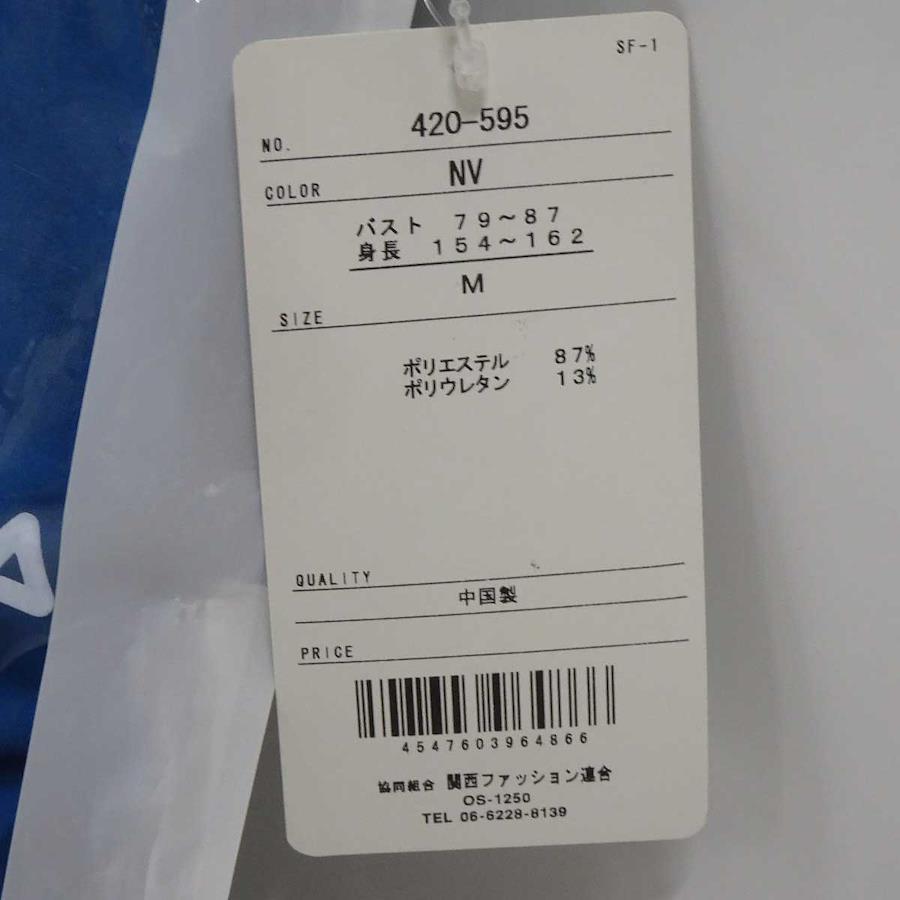 SF-1
NO. 420-595
COLOR NV
バスト 79～87
身長 154～162
SIZE M
ポリエステル 87%
ポリウレタン 13%
QUALITY
中国製
PRICE
4547603964866
協同組合 関西ファッション連合
OS-1250
TEL 06-6228-8139